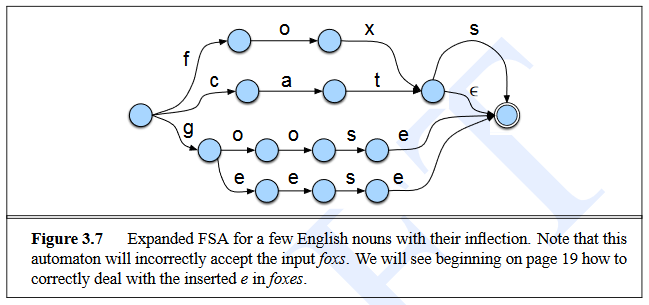 f o x s
c a t ϵ
g o o s e
e e s e
Figure 3.7 Expanded FSA for a few English nouns with their inflection. Note that this
automaton will incorrectly accept the input foxs. We will see beginning on page 19 how to
correctly deal with the inserted e in foxes.